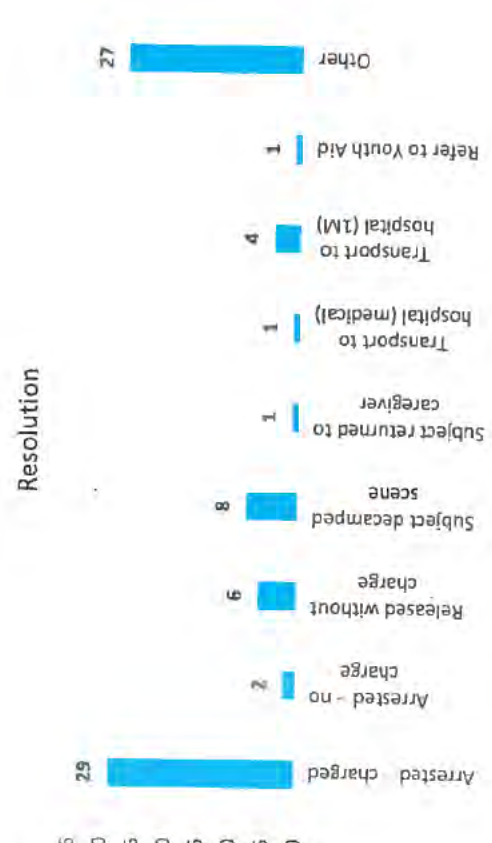 Resolution
29
2
6
8
1
1
4
1
27
Arrested charged
Arrested - no
charge
Released without
charge
Subject decamped
scene
Subject returned to
caregiver
Transport to
hospital (medical)
Transport to
hospital (1M)
Refer to Youth Aid
Other